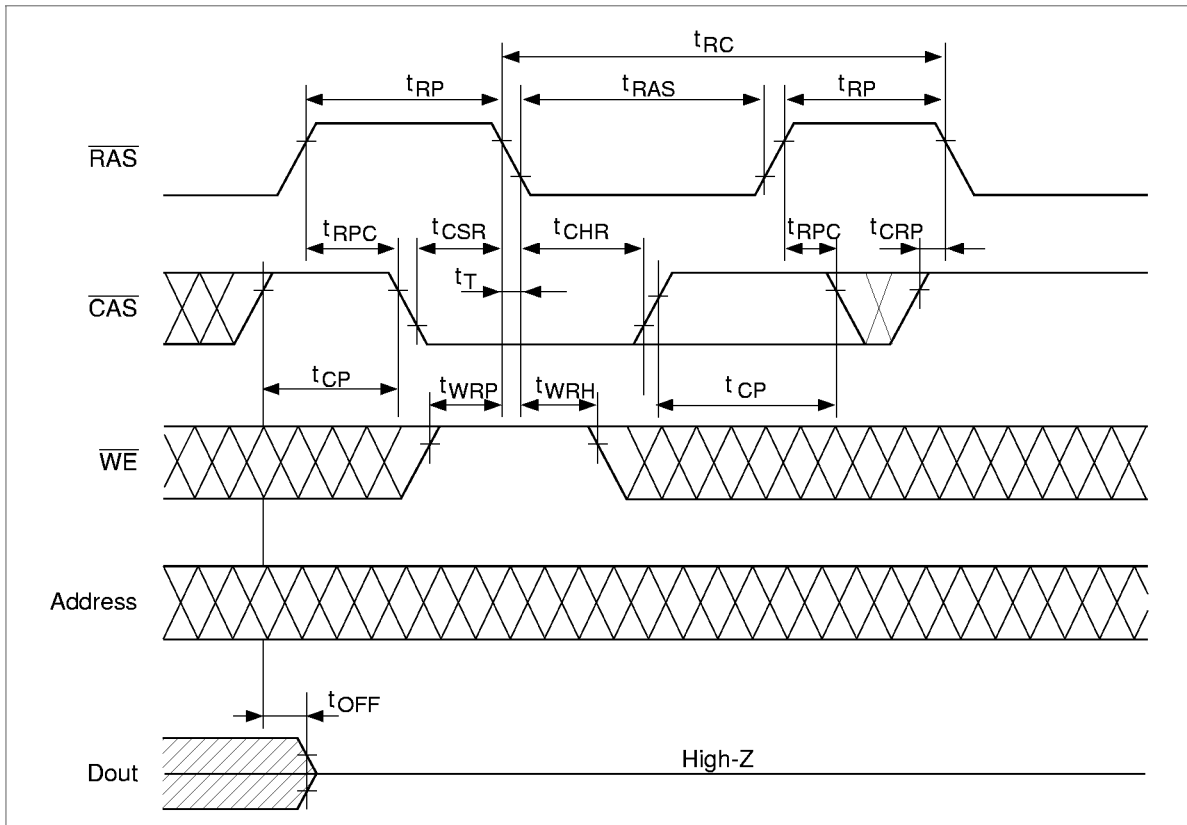 tRC
tRP tRAS tRP
RAS
tRPC tCSR tCHR tRPC tCRP
tT
CAS
tCP tWRP tWRH tCP
WE
Address
tOFF
Dout High-Z